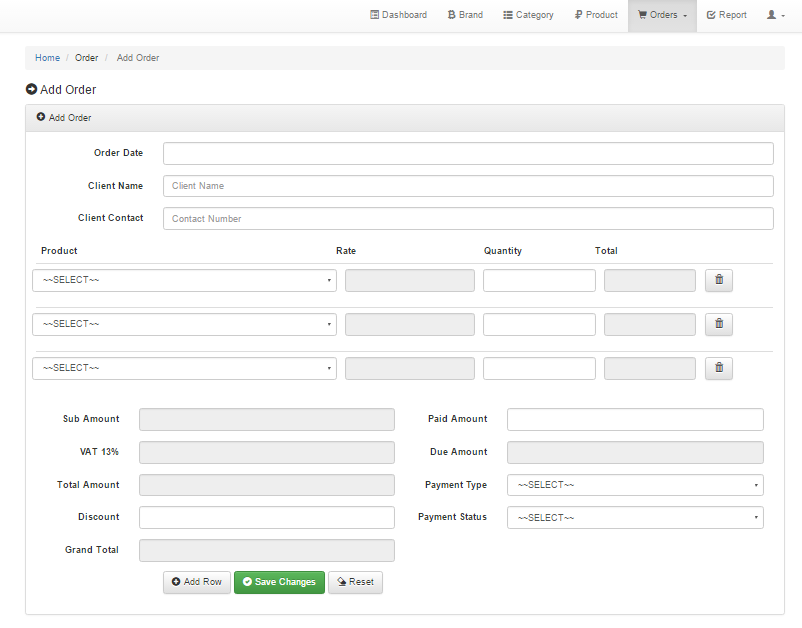 Dashboard Brand Category Product Orders Report
Home / Order / Add Order
Add Order
Add Order
Order Date
Client Name Client Name
Client Contact Contact Number
Product Rate Quantity Total
~~SELECT~~
~~SELECT~~
~~SELECT~~
Sub Amount Paid Amount
VAT 13% Due Amount
Total Amount Payment Type ~~SELECT~~
Discount Payment Status ~~SELECT~~
Grand Total
Add Row Save Changes Reset